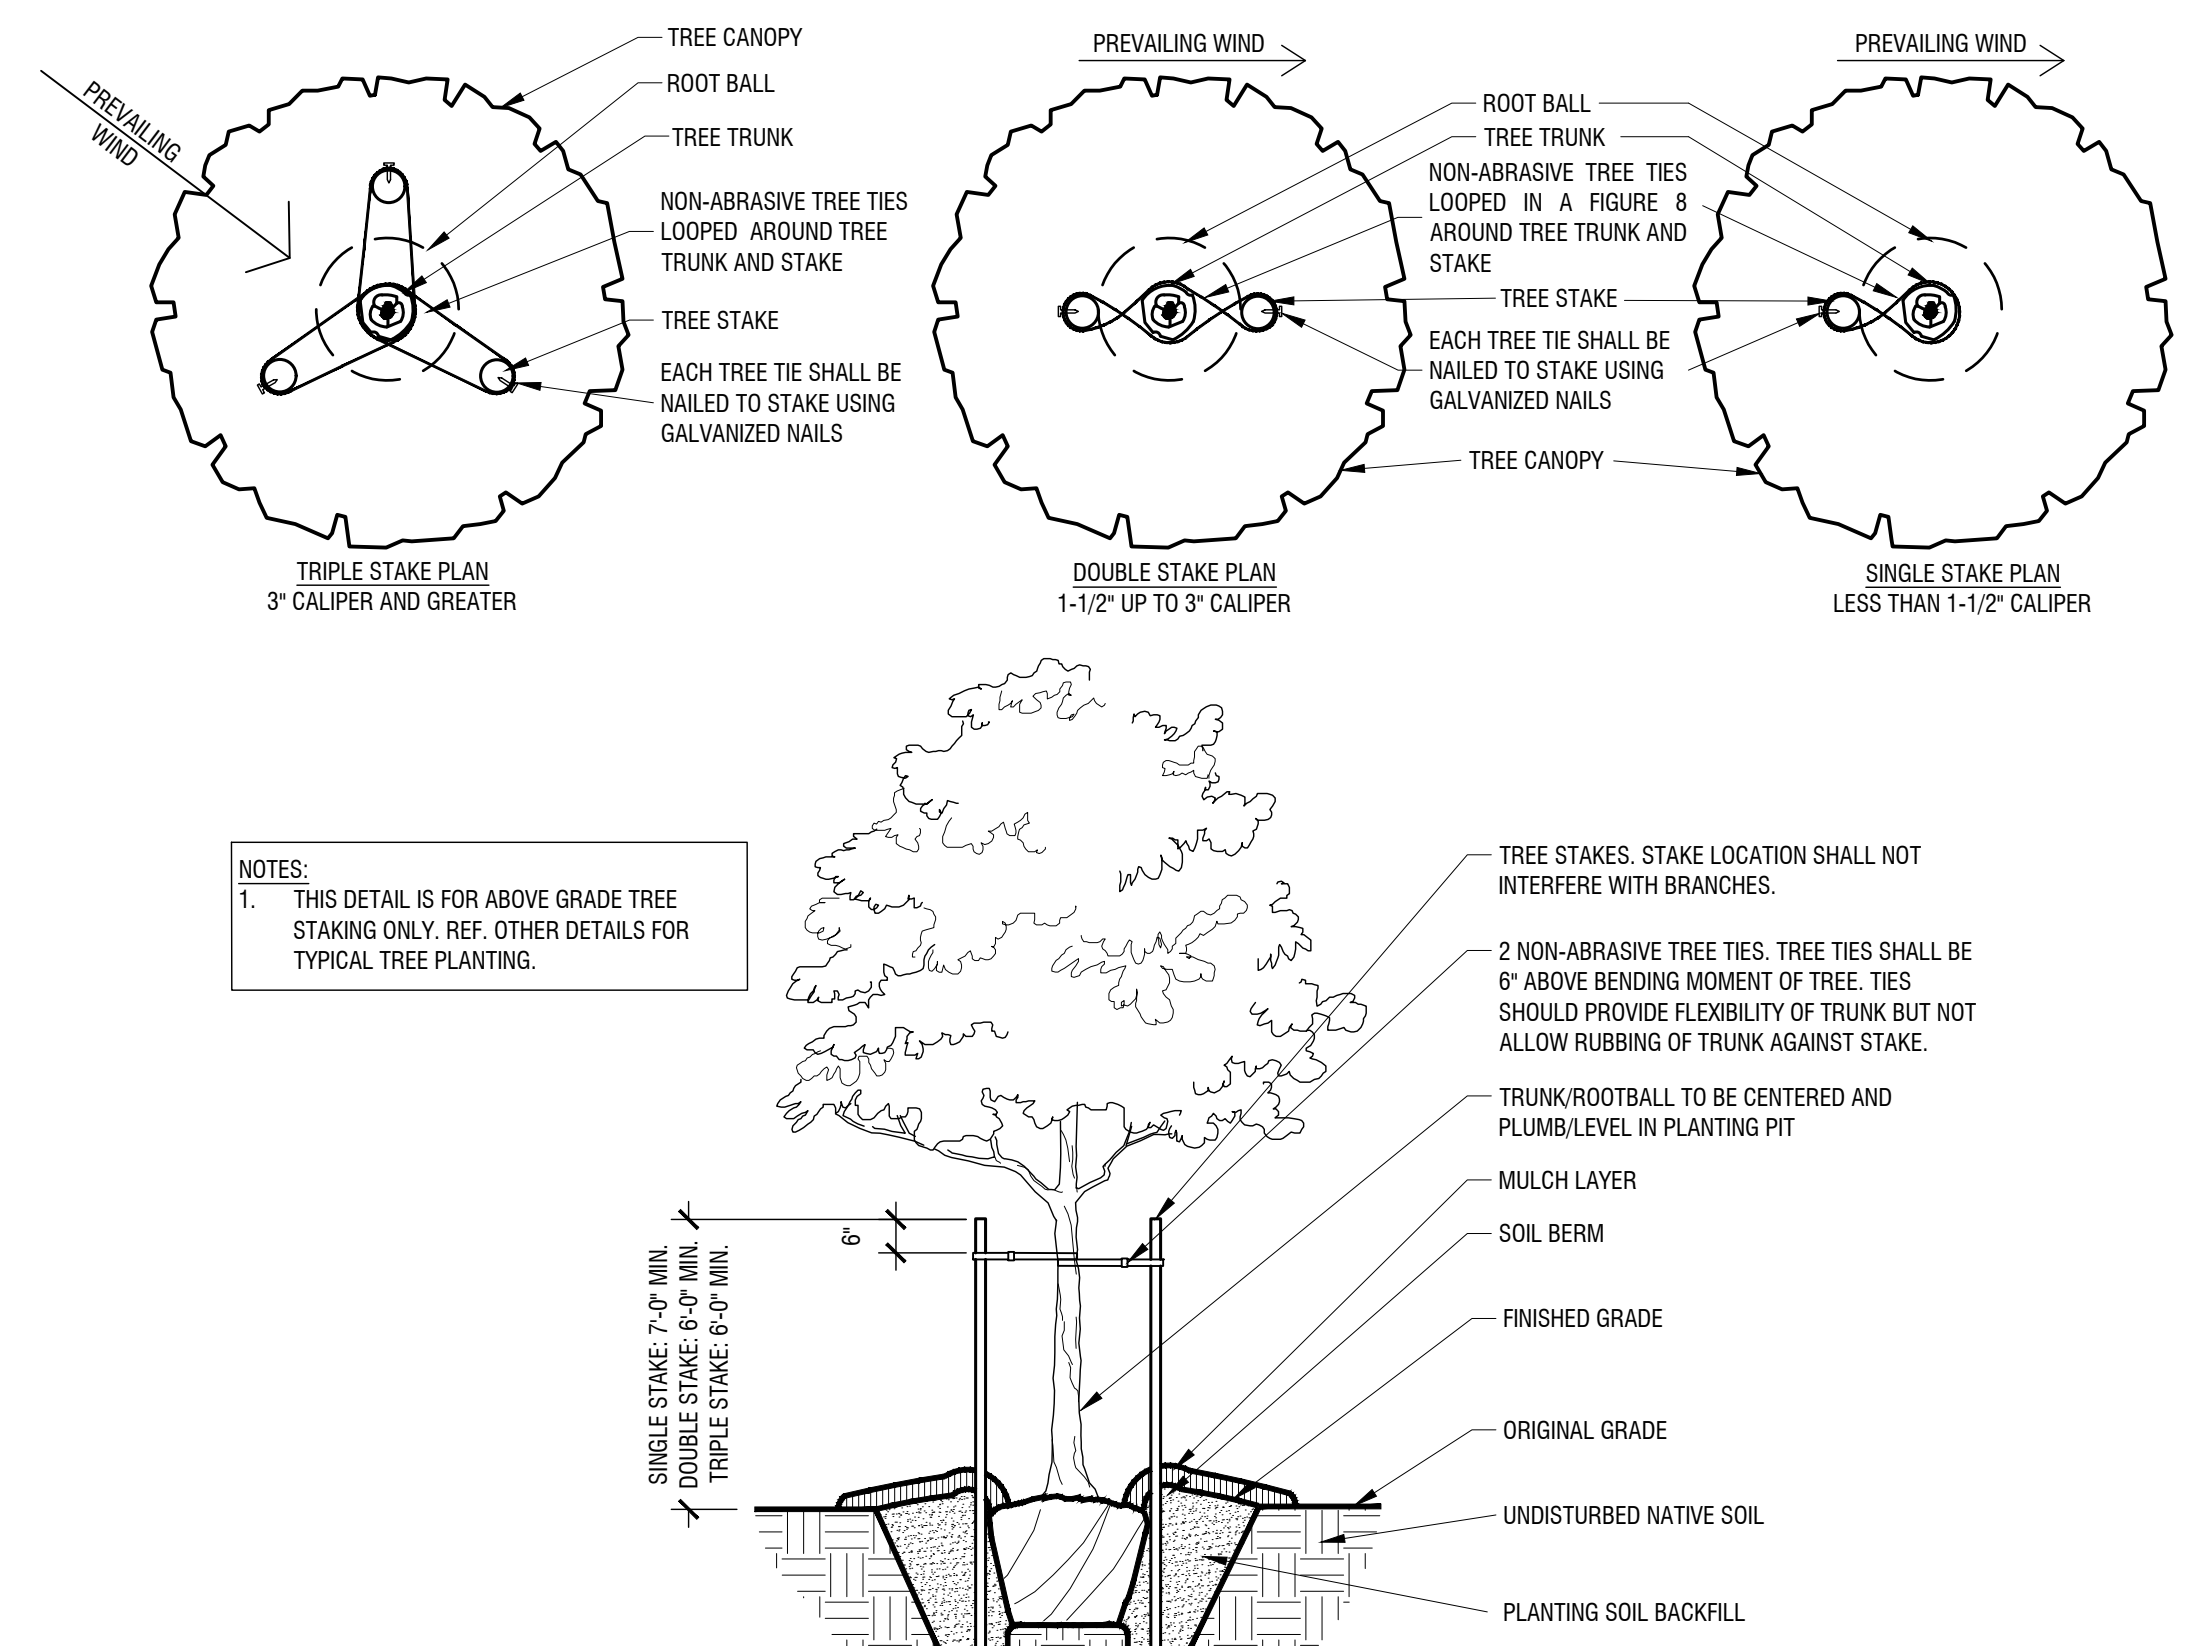 PREVAILING
WIND
TREE CANOPY
ROOT BALL
TREE TRUNK
NON-ABRASIVE TREE TIES
LOOPED AROUND TREE
TRUNK AND STAKE
TREE STAKE
EACH TREE TIE SHALL BE
NAILED TO STAKE USING
GALVANIZED NAILS
TRIPLE STAKE PLAN
3" CALIPER AND GREATER
PREVAILING WIND
PREVAILING WIND
ROOT BALL
TREE TRUNK
NON-ABRASIVE TREE TIES
LOOPED IN A FIGURE 8
AROUND TREE TRUNK AND
STAKE
TREE STAKE
EACH TREE TIE SHALL BE
NAILED TO STAKE USING
GALVANIZED NAILS
TREE CANOPY
DOUBLE STAKE PLAN
1-1/2" UP TO 3" CALIPER
SINGLE STAKE PLAN
LESS THAN 1-1/2" CALIPER
NOTES:
1. THIS DETAIL IS FOR ABOVE GRADE TREE
STAKING ONLY. REF. OTHER DETAILS FOR
TYPICAL TREE PLANTING.
TREE STAKES. STAKE LOCATION SHALL NOT
INTERFERE WITH BRANCHES.
2 NON-ABRASIVE TREE TIES. TREE TIES SHALL BE
6" ABOVE BENDING MOMENT OF TREE. TIES
SHOULD PROVIDE FLEXIBILITY OF TRUNK BUT NOT
ALLOW RUBBING OF TRUNK AGAINST STAKE.
TRUNK/ROOTBALL TO BE CENTERED AND
PLUMB/LEVEL IN PLANTING PIT
MULCH LAYER
SOIL BERM
FINISHED GRADE
ORIGINAL GRADE
UNDISTURBED NATIVE SOIL
PLANTING SOIL BACKFILL
6"
SINGLE STAKE: 7'-0" MIN.
DOUBLE STAKE: 6'-0" MIN.
TRIPLE STAKE: 6'-0" MIN.